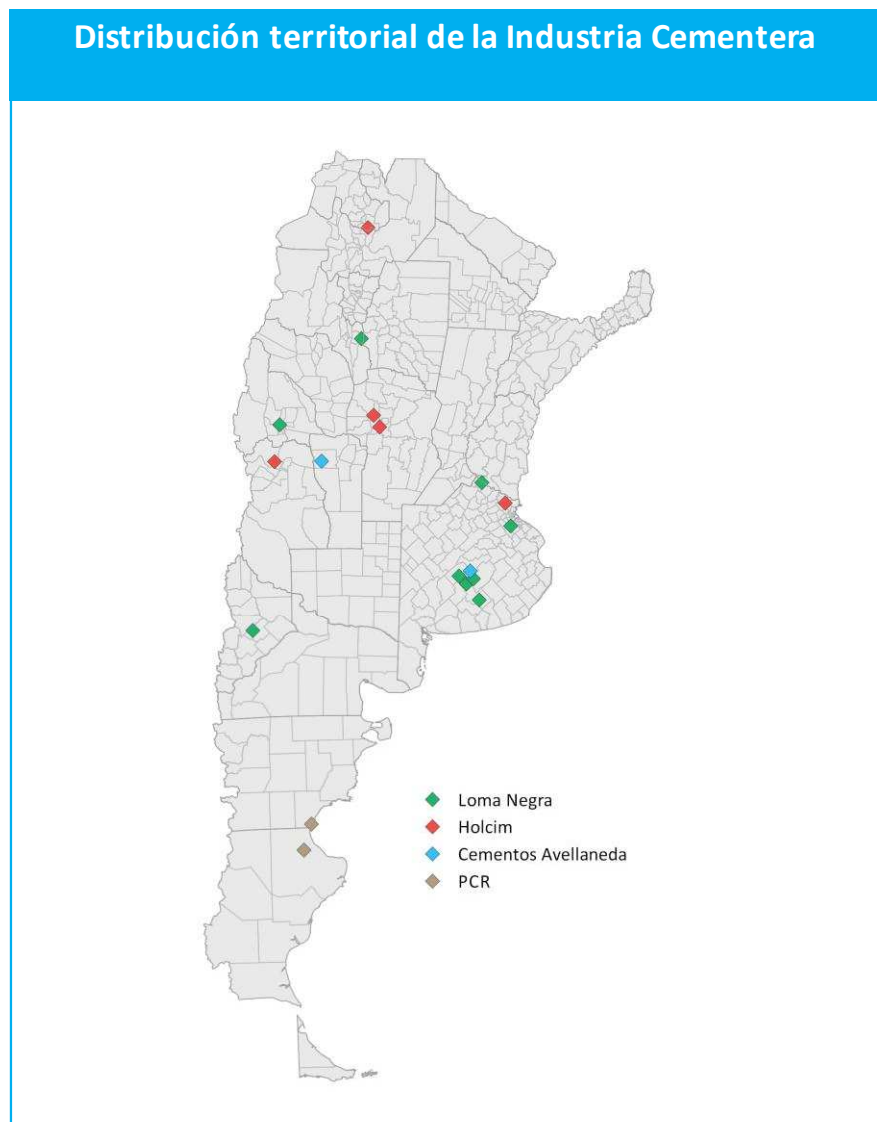 Distribución territorial de la Industria Cementera
Loma Negra
Holcim
Cementos Avellaneda
PCR